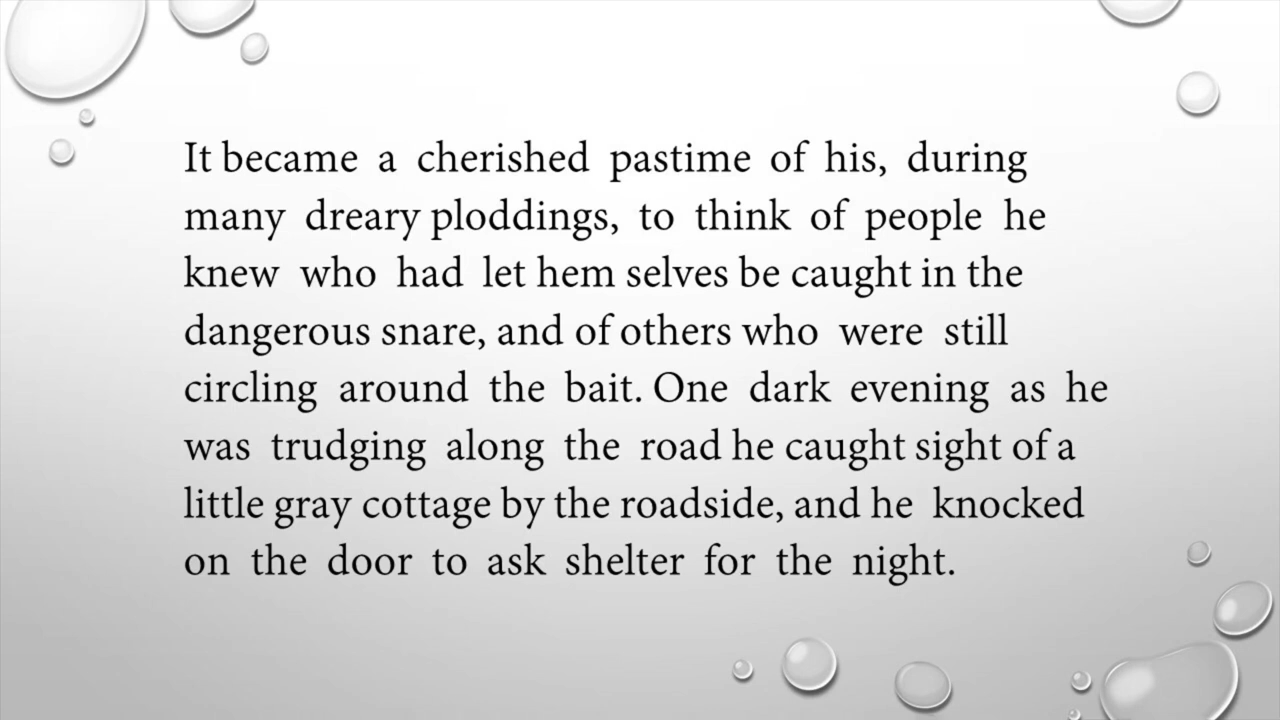 It became a cherished pastime of his, during
many dreary ploddings, to think of people he
knew who had let hem selves be caught in the
dangerous snare, and of others who were still
circling around the bait. One dark evening as he
was trudging along the road he caught sight of a
little gray cottage by the roadside, and he knocked
on the door to ask shelter for the night.